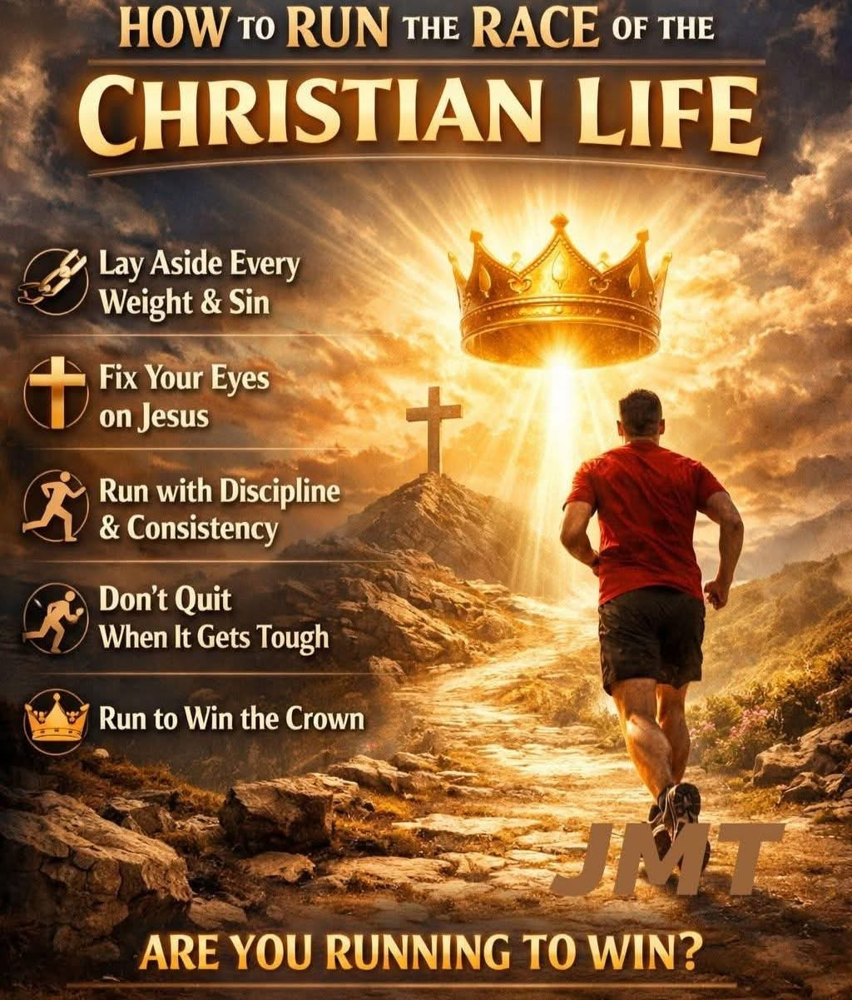 HOW TO RUN THE RACE OF THE
CHRISTIAN LIFE
Lay Aside Every
Weight & Sin
Fix Your Eyes
on Jesus
Run with Discipline
& Consistency
Don't Quit
When It Gets Tough
Run to Win the Crown
JMT
ARE YOU RUNNING TO WIN?